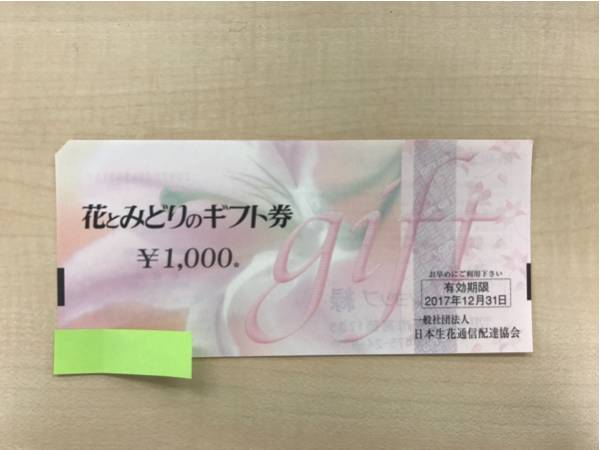 花とみどりのギフト券
￥1,000※
gift
お早めにご利用下さい
有効期限
2017年12月31日
一般社団法人
日本生花通信配達協会